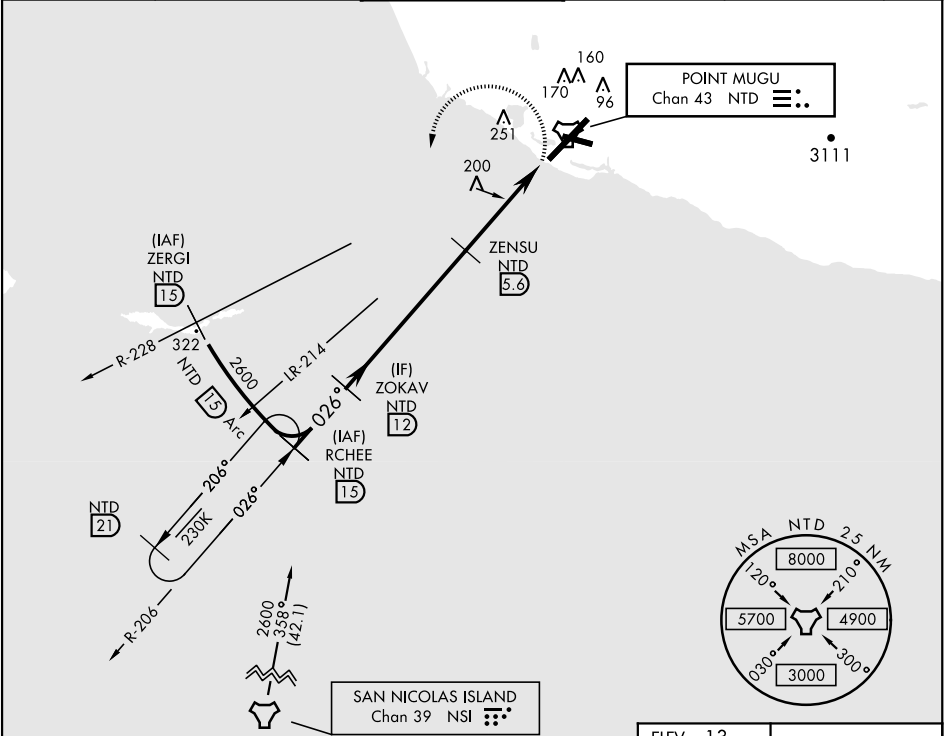 160
170
96
251
POINT MUGU
Chan 43 NTD
3111
200
ZENSU
NTD
5.6
(IAF)
ZERGI
NTD
15
322
R-228
2600
LR-214
NTD 15 Arc
026°
(IF)
ZOKAV
NTD
12
(IAF)
RCHEE
NTD
15
206°
026°
230K
NTD
21
R-206
2600
358°
(42.1)
SAN NICOLAS ISLAND
Chan 39 NSI
MSA NTD 25 NM
8000
120°
210°
5700
4900
030°
300°
3000
ELEV 13